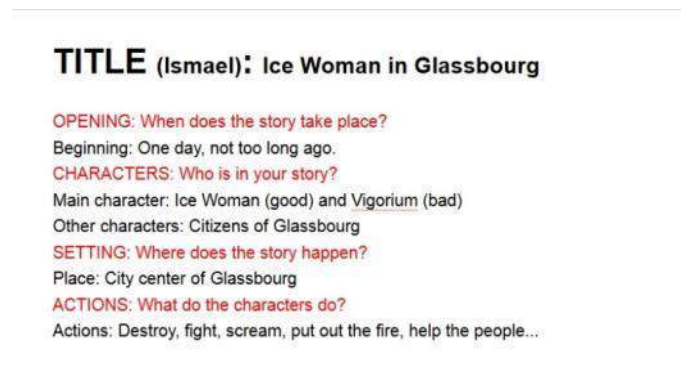 TITLE (Ismael): Ice Woman in Glassbourg
OPENING: When does the story take place?
Beginning: One day, not too long ago.
CHARACTERS: Who is in your story?
Main character: Ice Woman (good) and Vigorium (bad)
Other characters: Citizens of Glassbourg
SETTING: Where does the story happen?
Place: City center of Glassbourg
ACTIONS: What do the characters do?
Actions: Destroy, fight, scream, put out the fire, help the people...